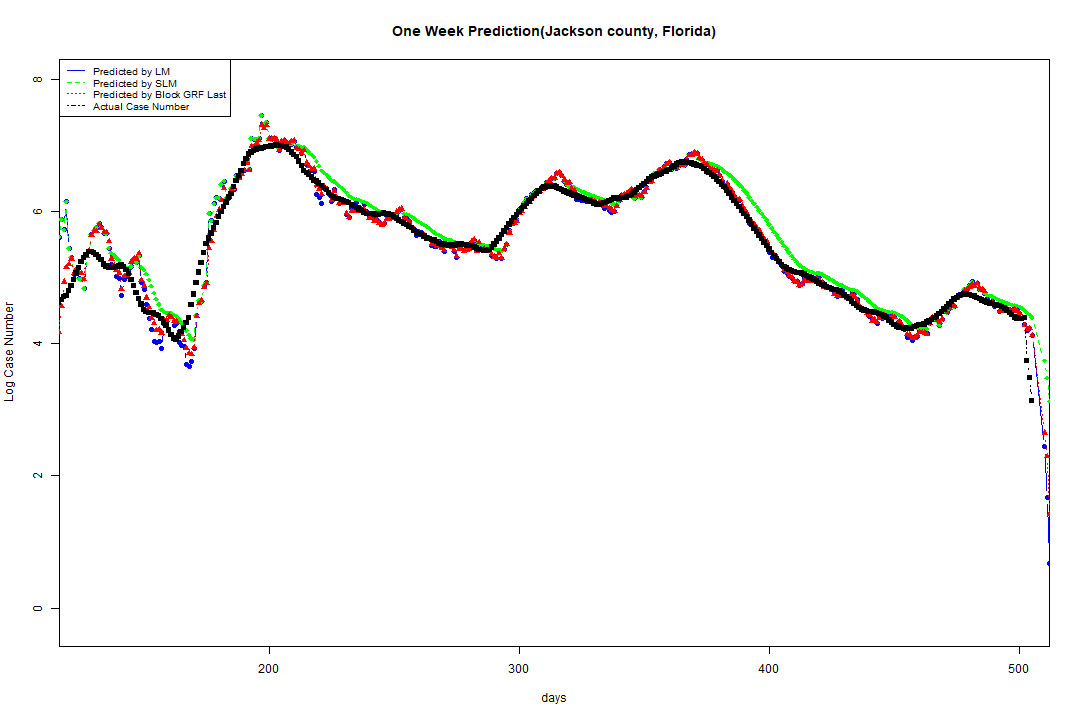 One Week Prediction(Jackson county, Florida)
Predicted by LM
Predicted by SLM
Predicted by Block GRF Last
Actual Case Number
8
6
4
2
0
Log Case Number
200
300
400
500
days